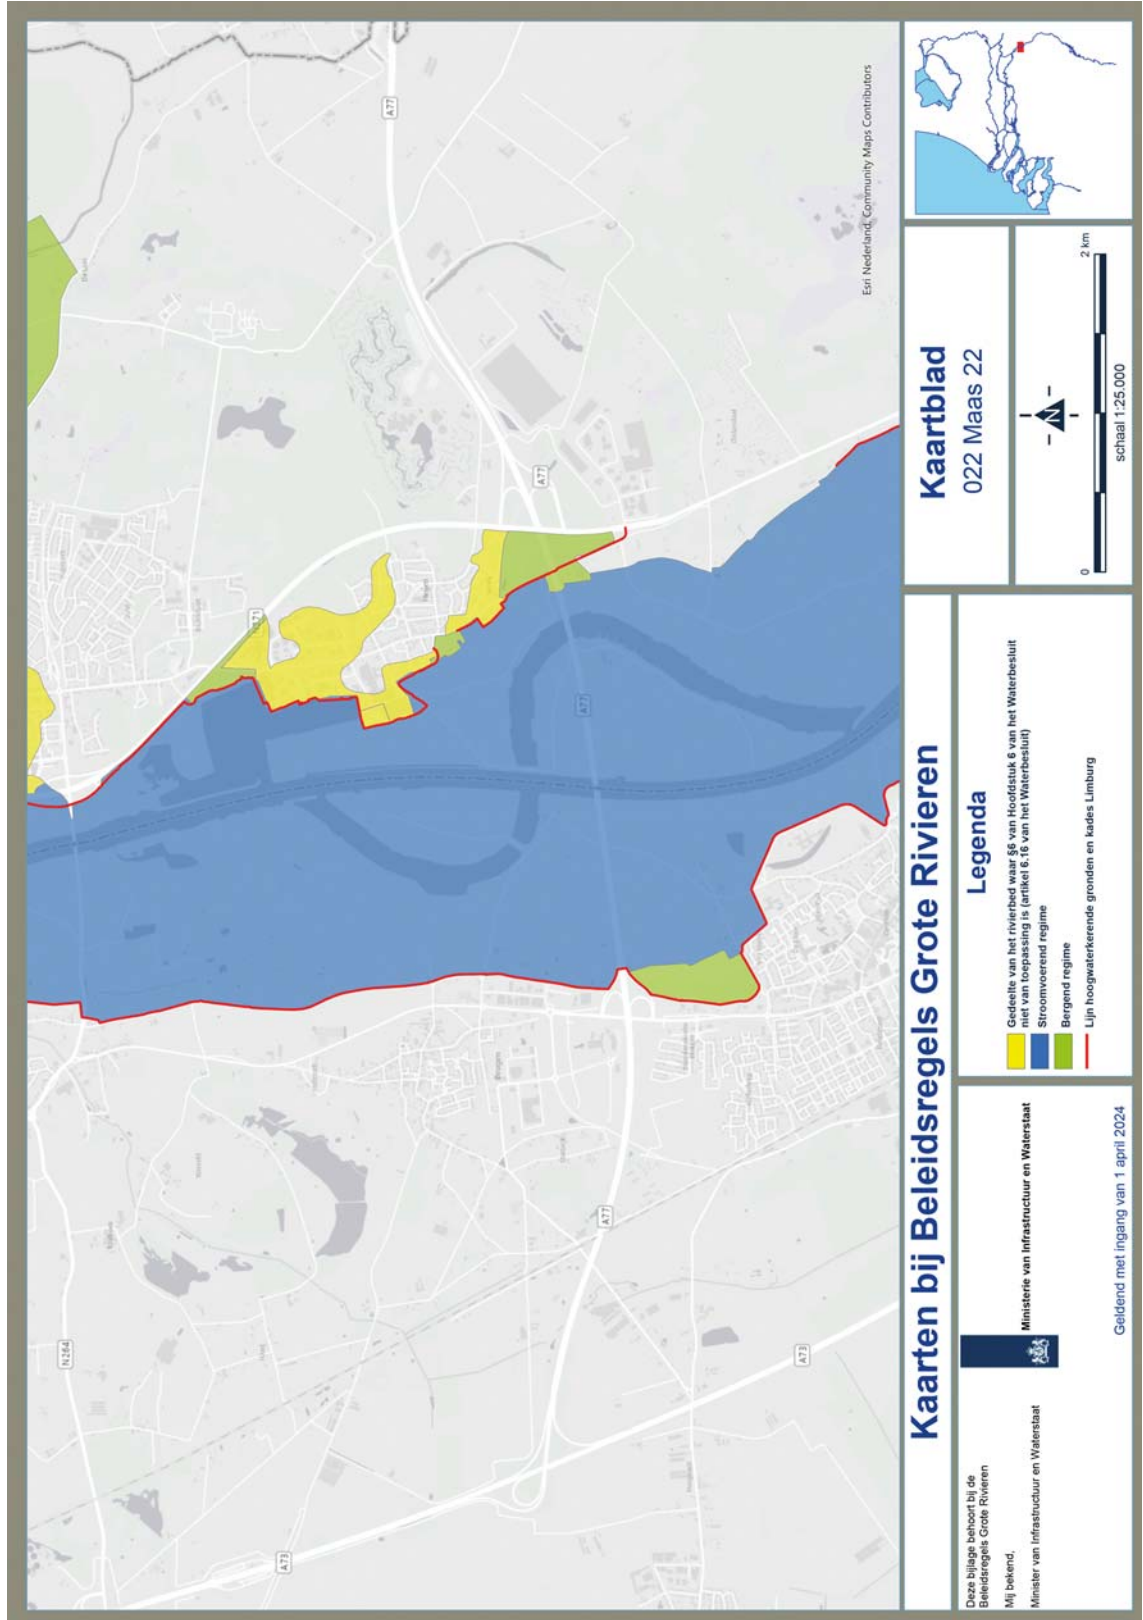 N264
A73
A73
A77
A77
A77
A77
Esri Nederland, Community Maps Contributors
Kaarten bij Beleidsregels Grote Rivieren
Kaartblad
022 Maas 22
Deze bijlage behoort bij de
Beleidsregels Grote Rivieren
Mij bekend,
Minister van Infrastructuur en Waterstaat
Ministerie van Infrastructuur en Waterstaat
Geldend met ingang van 1 april 2024
Legenda
Gedeelte van het rivierbed waar §6 van Hoofdstuk 6 van het Waterbesluit
niet van toepassing is (artikel 6.16 van het Waterbesluit)
Stroomvoerend regime
Bergend regime
Lijn hoogwaterkerende gronden en kades Limburg
N
0
2 km
schaal 1:25.000